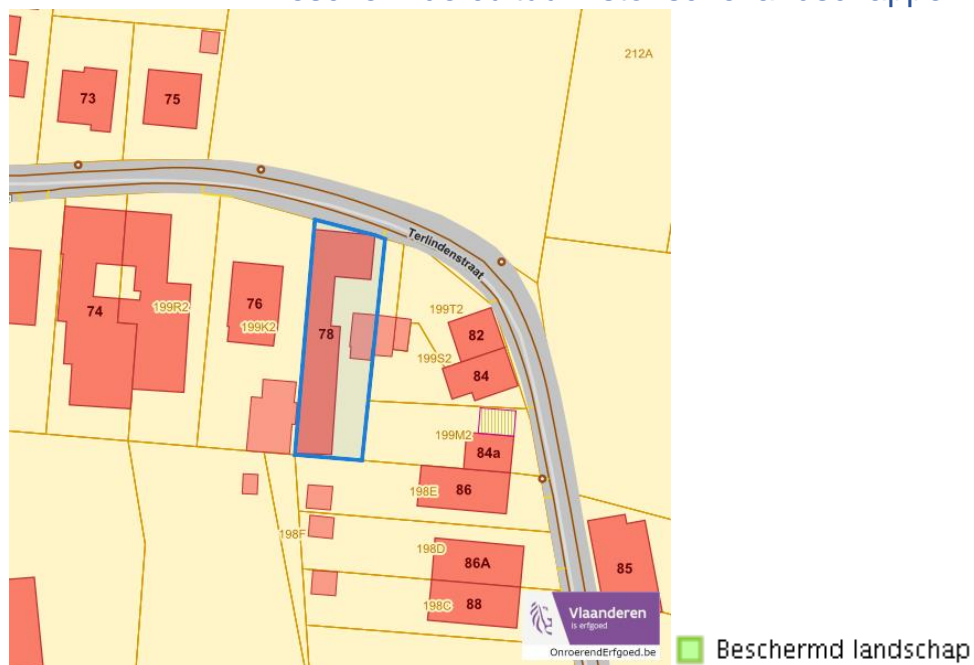 212A
73
75
Terlindenstraat
74
199R2
76
199K2
78
199T2
82
199S2
84
199M2
84a
198E
86
198F
198D
86A
85
198C
88
Vlaanderen
is erfgoed
OnroerendErfgoed.be
Beschermd landschap